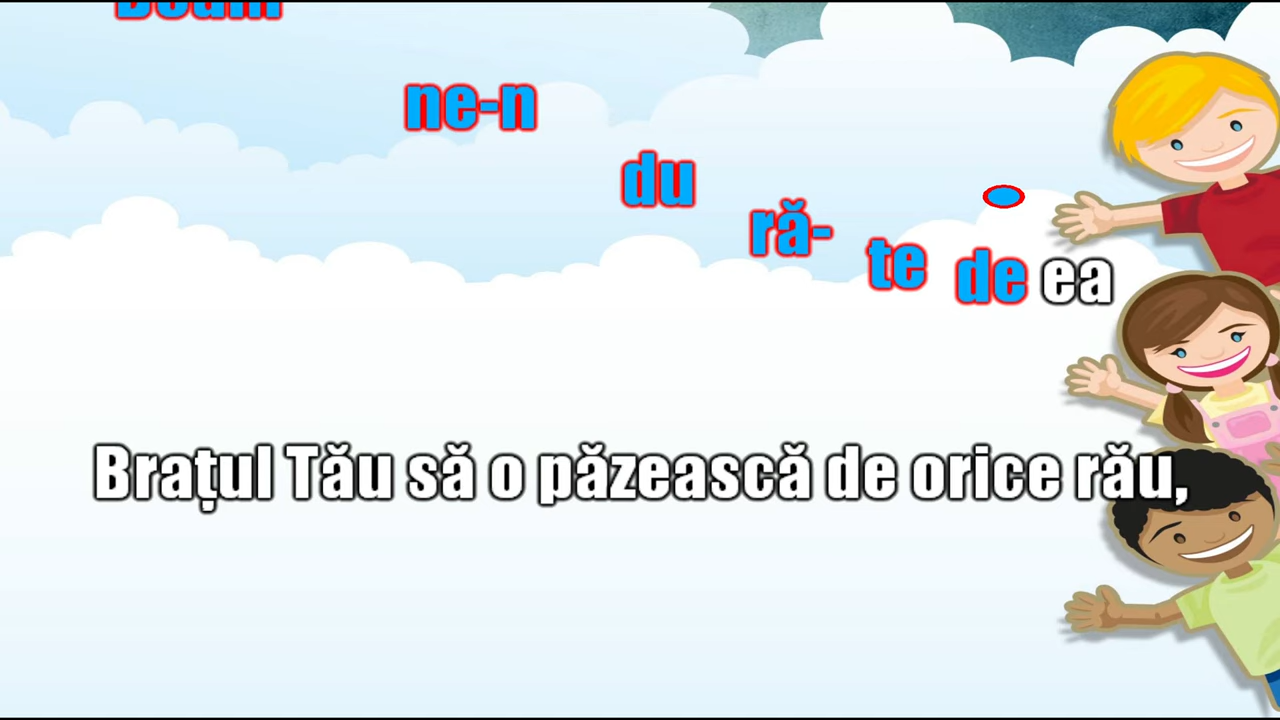 ne-n du ră- te de ea
Brațul Tău să o păzească de orice rău,